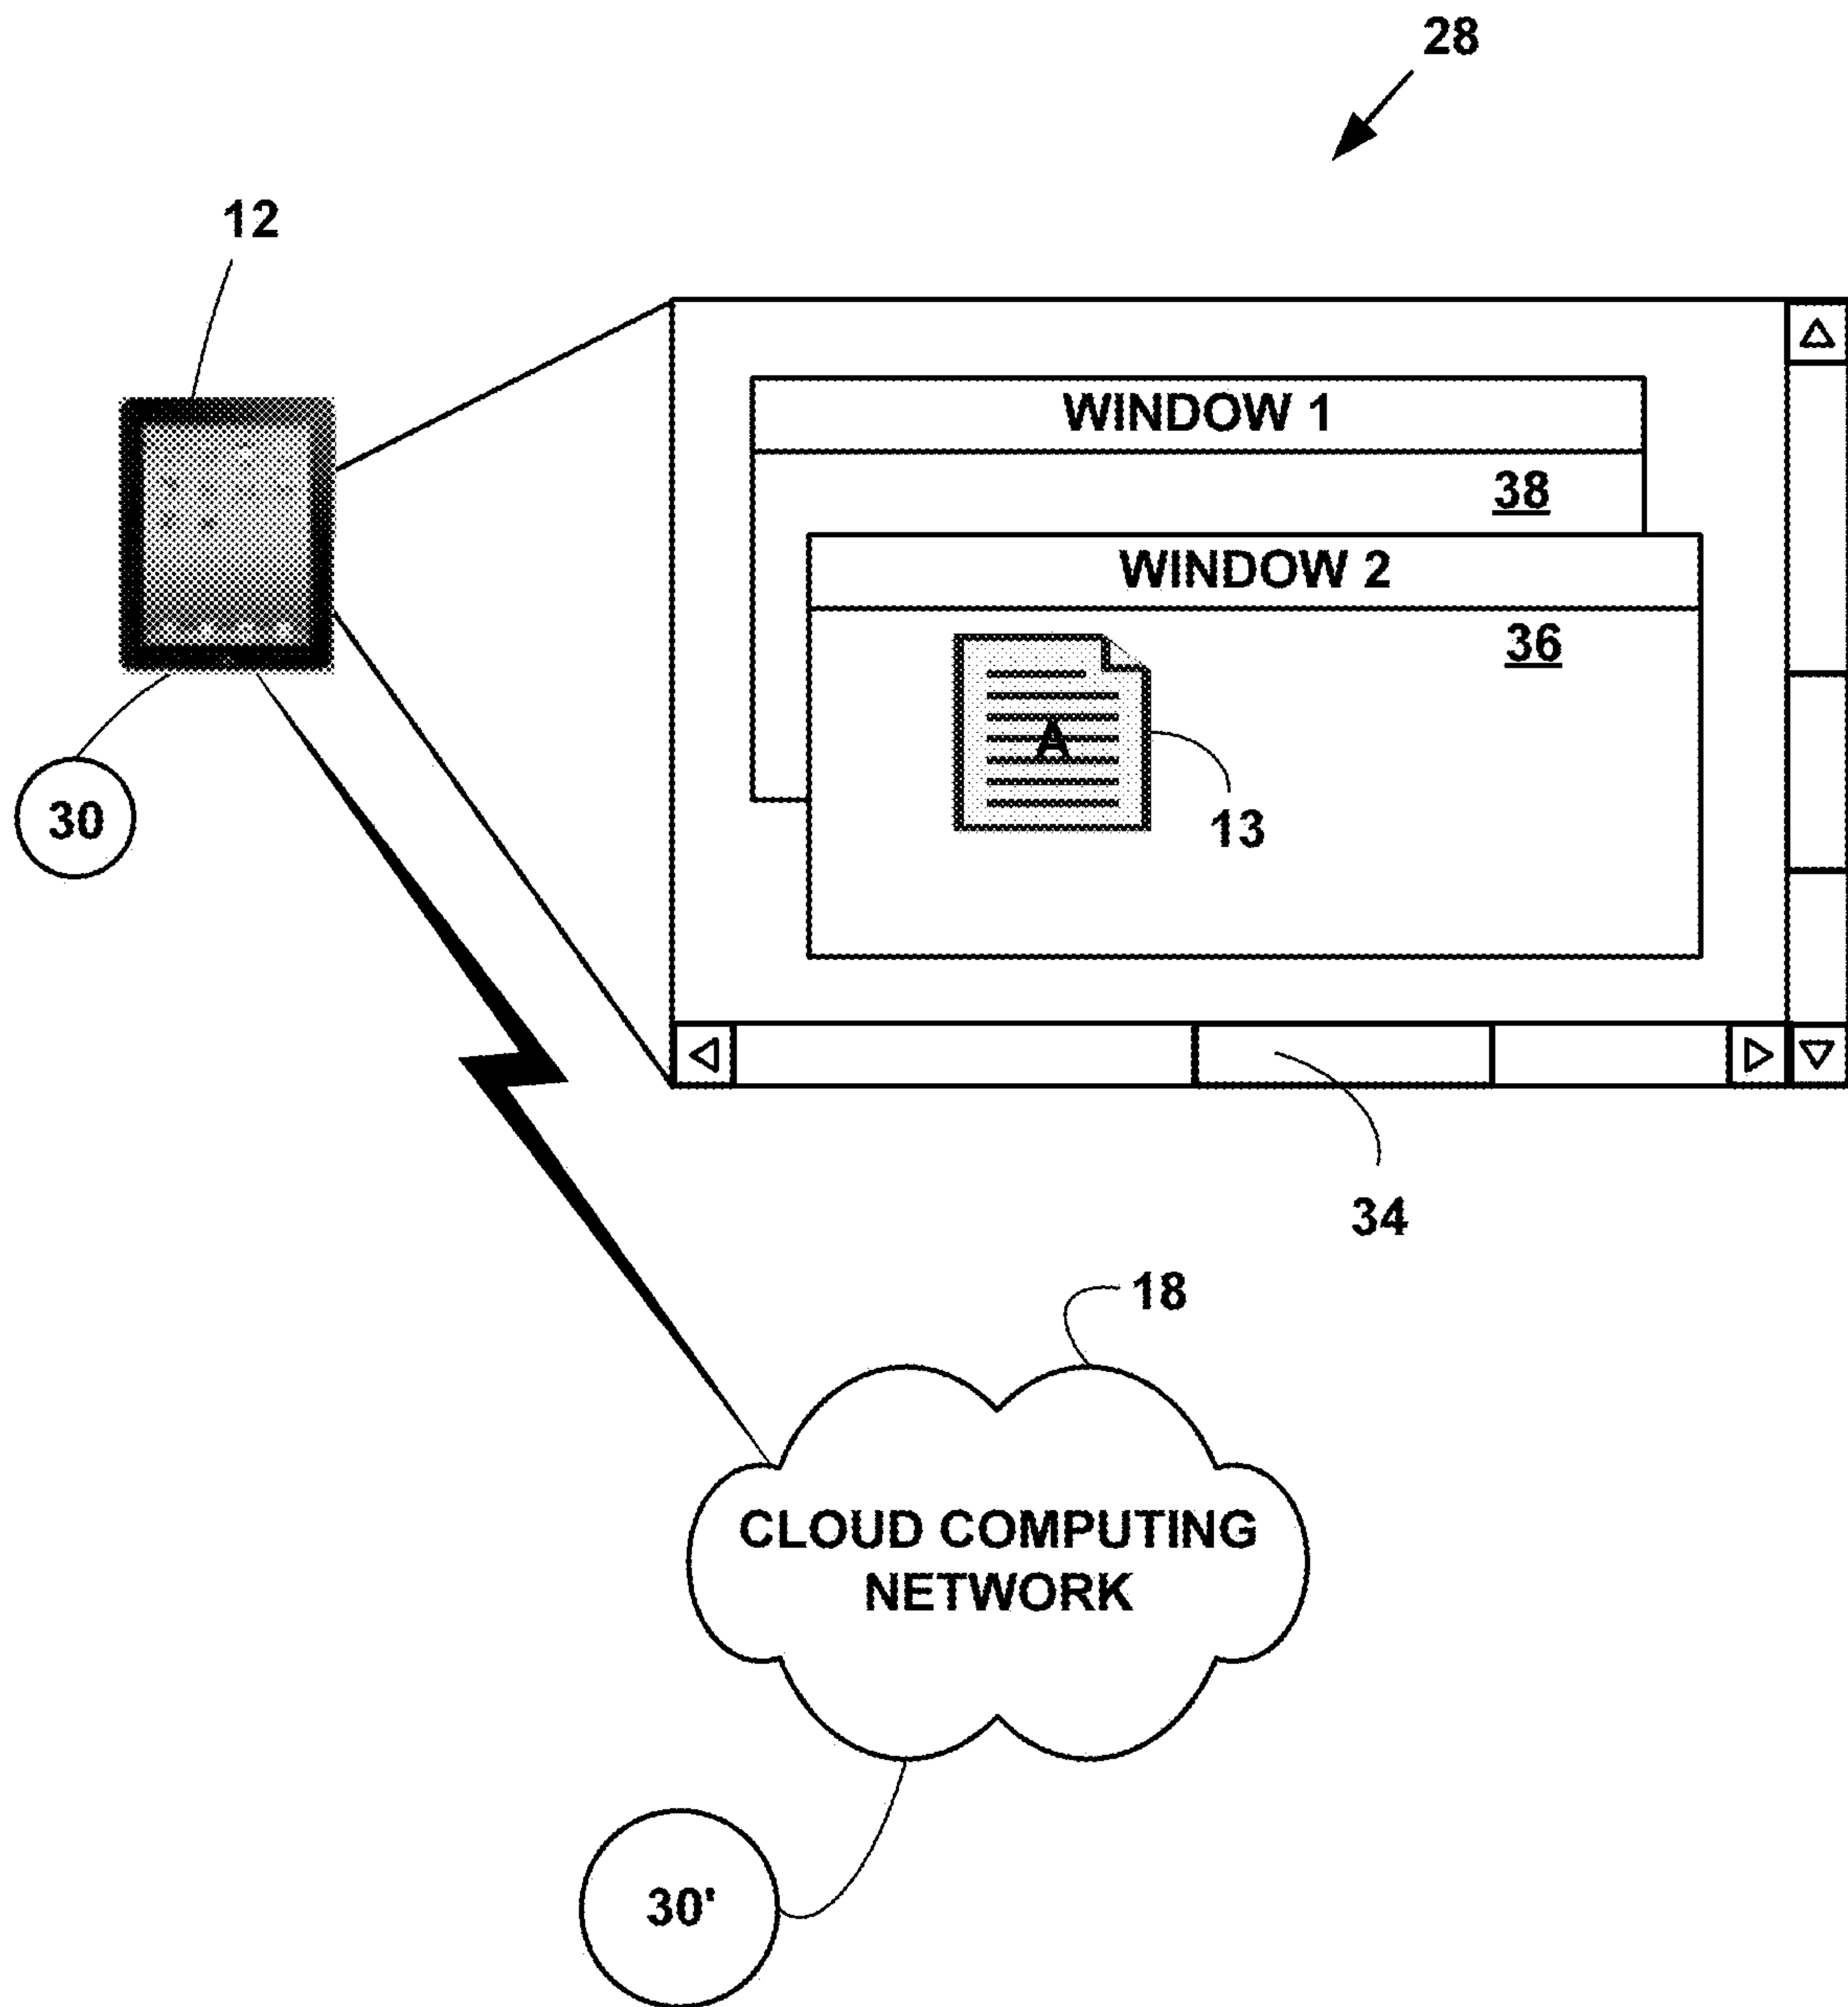 28
12
WINDOW 1
38
WINDOW 2
36
A
13
30
34
18
CLOUD COMPUTING
NETWORK
30'